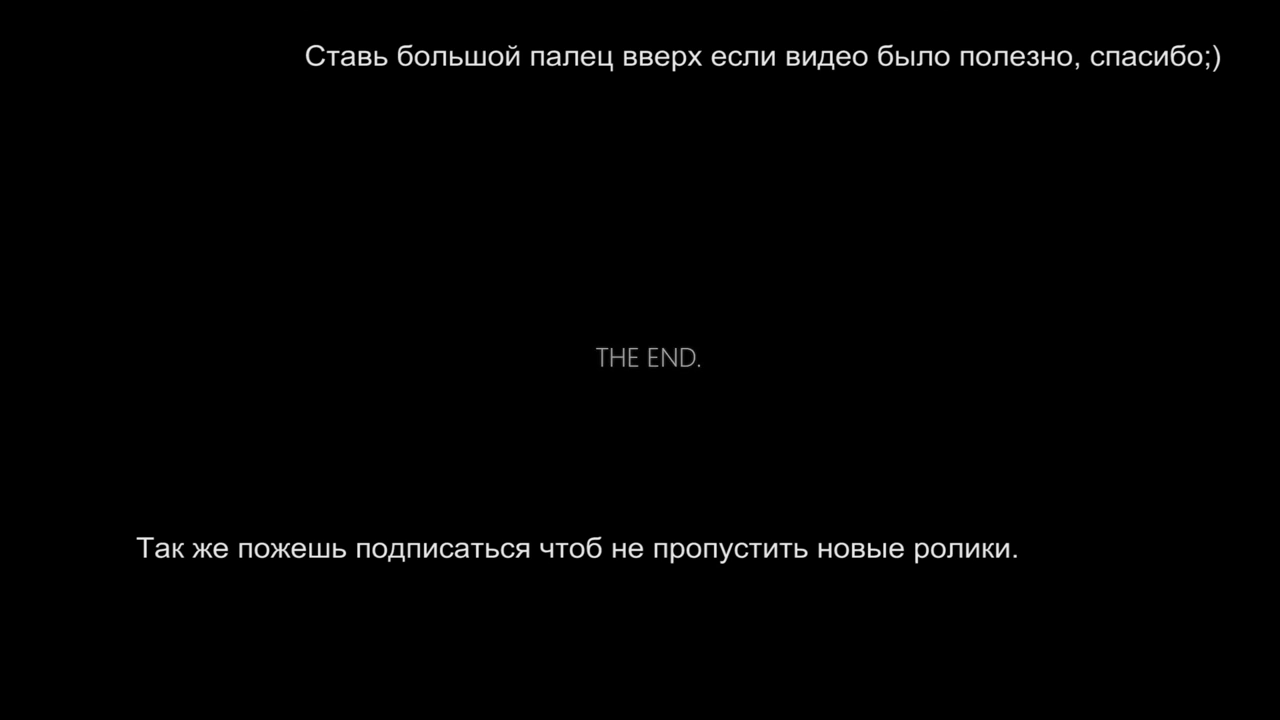 Ставь большой палец вверх если видео было полезно, спасибо;)
THE END.
Так же пожешь подписаться чтоб не пропустить новые ролики.